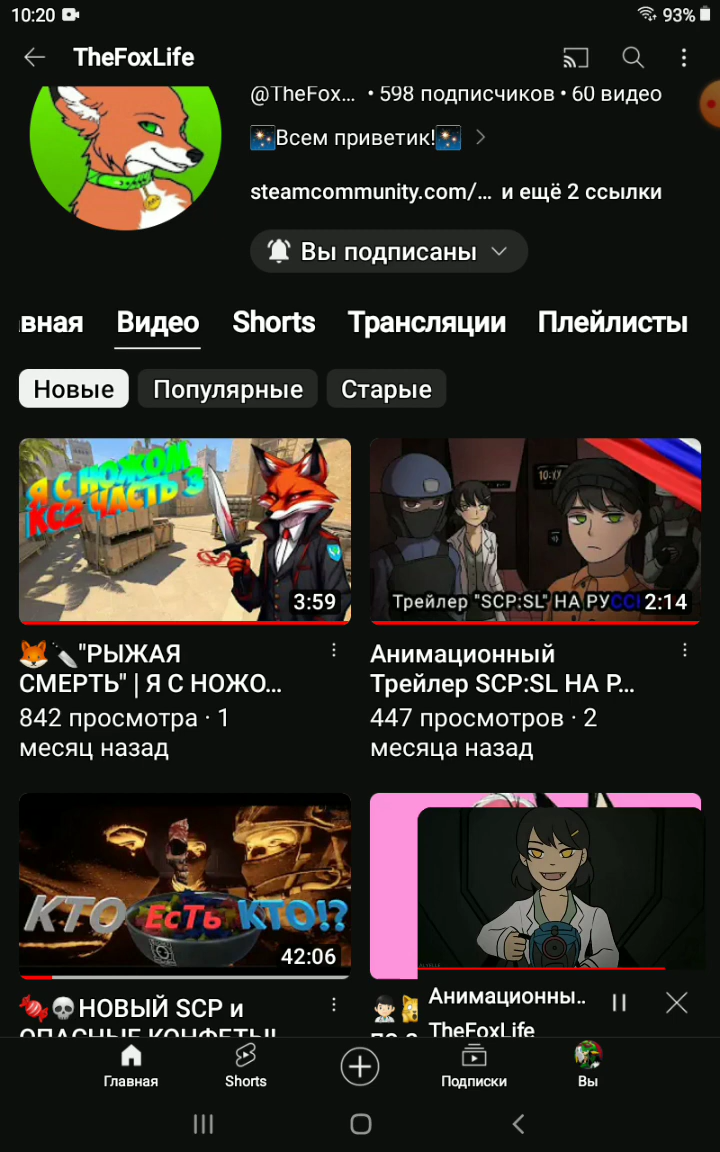 10:20
93%
TheFoxLife
@TheFox... • 598 подписчиков • 60 видео
Всем приветик!
steamcommunity.com/... и ещё 2 ссылки
Вы подписаны
вная Видео Shorts Трансляции Плейлисты
Новые Популярные Старые
Я С НОЖОМ
КС2 ЧАСТЬ 3
3:59
Трейлер "SCP:SL" НА РУССК
2:14
"РЫЖАЯ
СМЕРТЬ" | Я С НОЖО...
842 просмотра · 1
месяц назад
Анимационный
Трейлер SCP:SL НА Р...
447 просмотров · 2
месяца назад
КТО ЕсТь КТО!?
42:06
НОВЫЙ SCP и
ОПАСНЫЕ КОНФЕТЫ!
Анимационны..
TheFoxLife
Главная
Shorts
Подписки
Вы